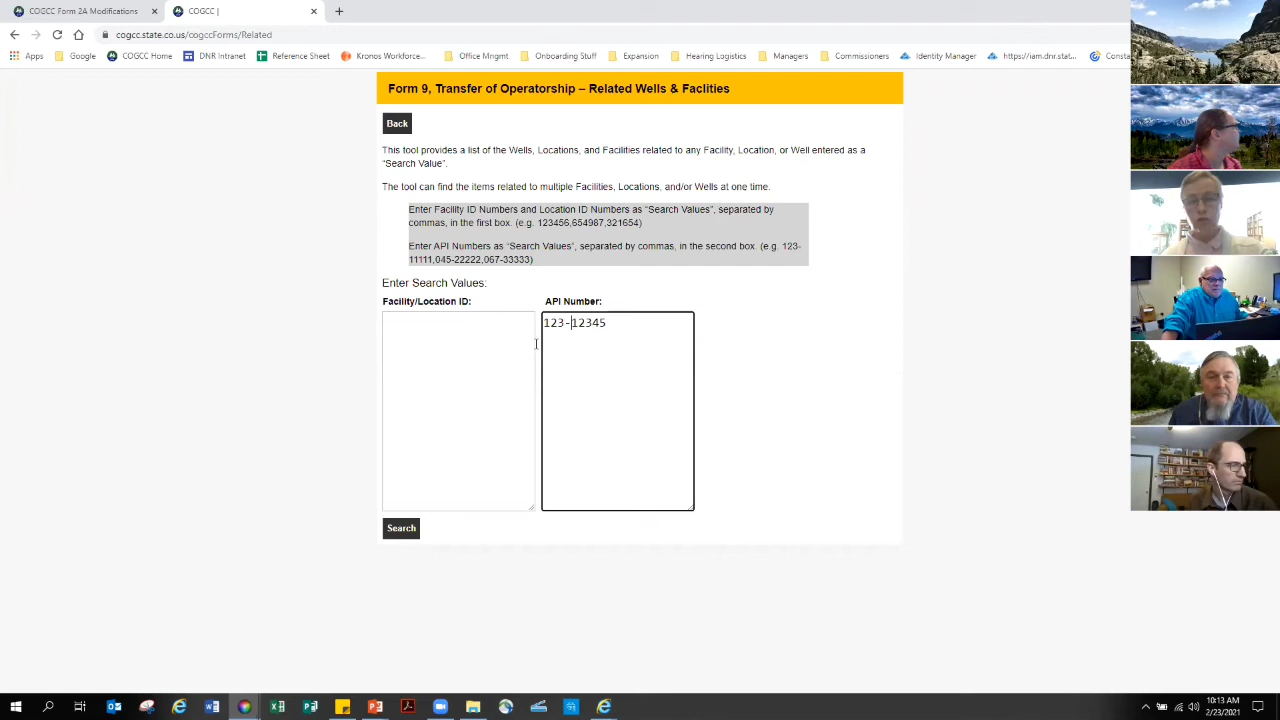 COGCC Form 2A Modifications
COGCC |
cogcc.state.co.us/cogccForms/Related
Apps Google COGCC Home DNR Intranet Reference Sheet Kronos Workforce... Office Mngmt Onboarding Stuff Expansion Hearing Logistics Managers Commissioners Identity Manager https://iam.dnr.stat... Consta
Form 9, Transfer of Operatorship – Related Wells & Faclities
Back
This tool provides a list of the Wells, Locations, and Facilities related to any Facility, Location, or Well entered as a
“Search Value”.
The tool can find the items related to multiple Facilities, Locations, and/or Wells at one time.
Enter Facility ID Numbers and Location ID Numbers as “Search Values”, separated by
commas, in the first box. (e.g. 123456,654987,321654)
Enter API Numbers as “Search Values”, separated by commas, in the second box. (e.g. 123-
11111,045-22222,067-33333)
Enter Search Values:
Facility/Location ID: API Number:
123-12345
Search
10:13 AM
2/23/2021